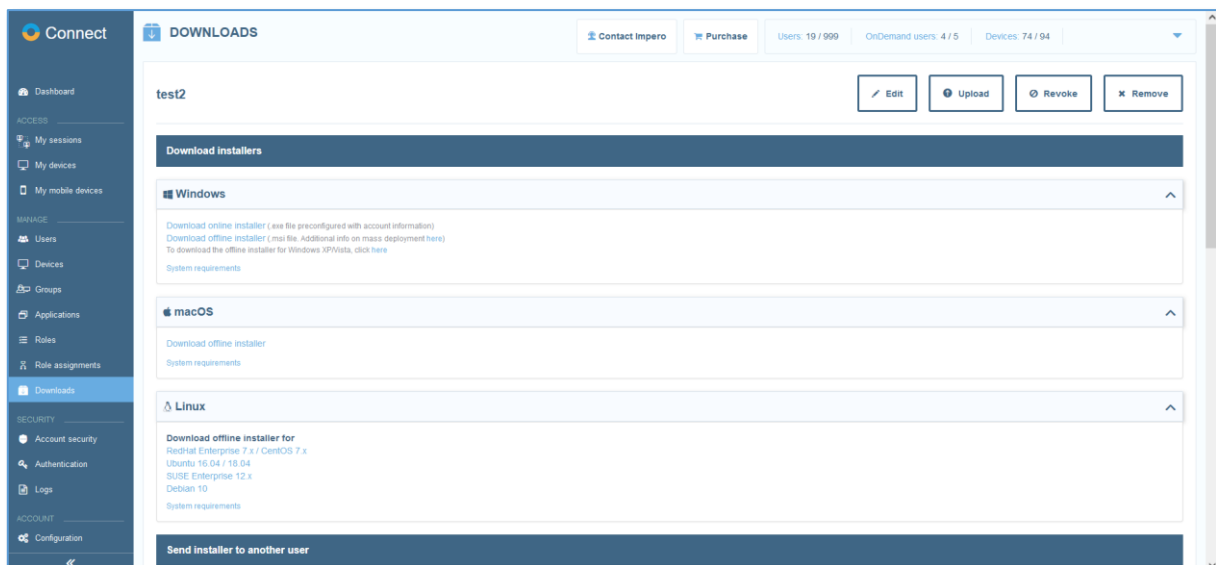 Connect
DOWNLOADS
Contact Impero
Purchase
Users: 19 / 999
OnDemand users: 4 / 5
Devices: 74 / 94
Dashboard
ACCESS
My sessions
My devices
My mobile devices
MANAGE
Users
Devices
Groups
Applications
Roles
Role assignments
Downloads
SECURITY
Account security
Authentication
Logs
ACCOUNT
Configuration
test2
Edit
Upload
Revoke
Remove
Download installers
Windows
Download online installer (.exe file preconfigured with account information)
Download offline installer (.msi file. Additional info on mass deployment here)
To download the offline installer for Windows XP/Vista, click here
System requirements
macOS
Download offline installer
System requirements
Linux
Download offline installer for
RedHat Enterprise 7.x / CentOS 7.x
Ubuntu 16.04 / 18.04
SUSE Enterprise 12.x
Debian 10
System requirements
Send installer to another user